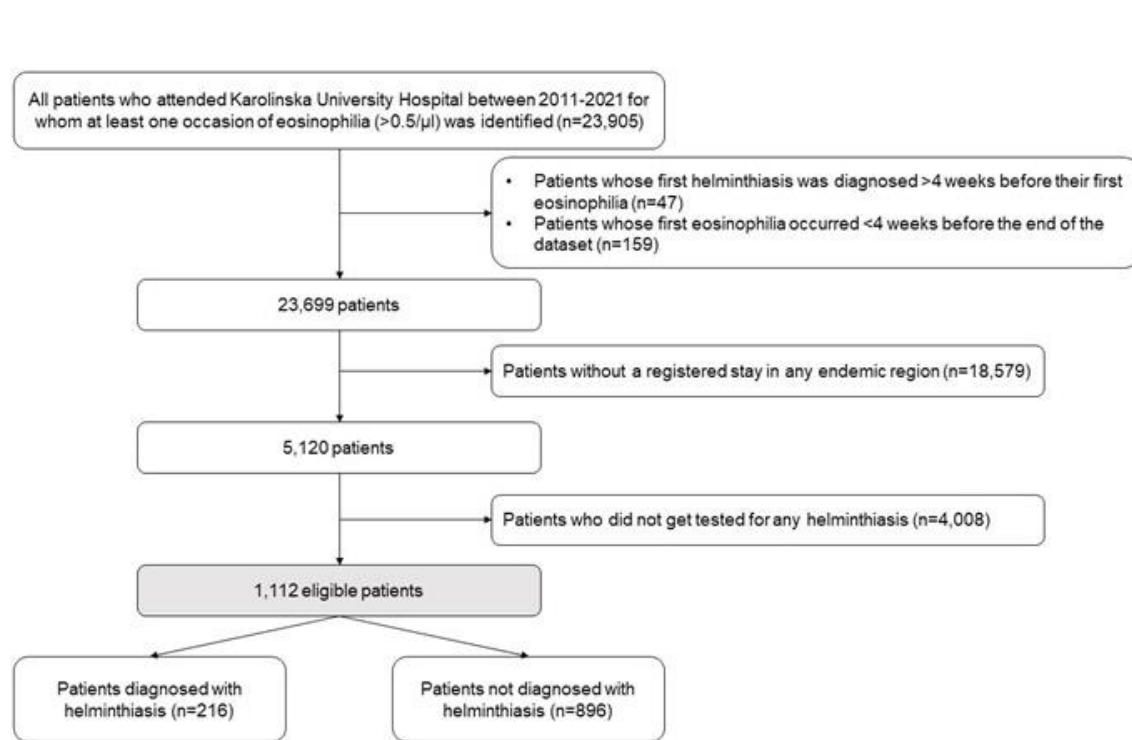 All patients who attended Karolinska University Hospital between 2011-2021 for
whom at least one occasion of eosinophilia (>0.5/µl) was identified (n=23,905)
• Patients whose first helminthiasis was diagnosed >4 weeks before their first
eosinophilia (n=47)
• Patients whose first eosinophilia occurred <4 weeks before the end of the
dataset (n=159)
23,699 patients
Patients without a registered stay in any endemic region (n=18,579)
5,120 patients
Patients who did not get tested for any helminthiasis (n=4,008)
1,112 eligible patients
Patients diagnosed with
helminthiasis (n=216)
Patients not diagnosed with
helminthiasis (n=896)